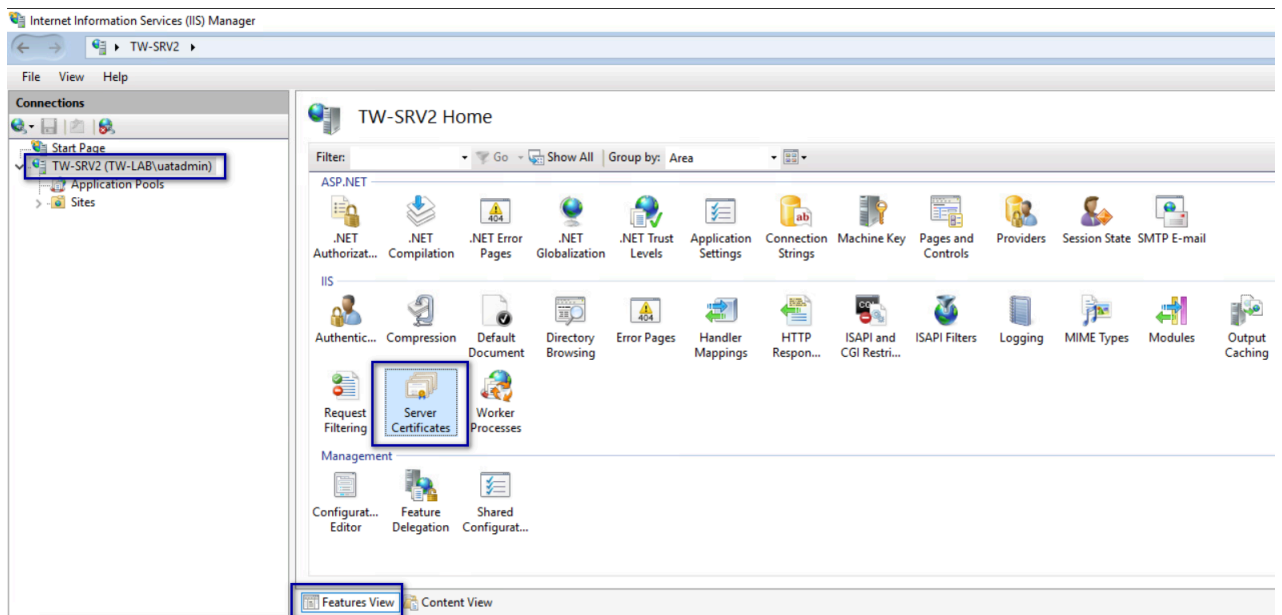 Internet Information Services (IIS) Manager
TW-SRV2
File View Help
Connections
Start Page
TW-SRV2 (TW-LAB\uatadmin)
Application Pools
Sites
TW-SRV2 Home
Filter: Go Show All Group by: Area
ASP.NET
.NET .NET .NET Error .NET .NET Trust Application Connection Machine Key Pages and Providers Session State SMTP E-mail
Authorizat... Compilation Pages Globalization Levels Settings Strings Controls
IIS
Authentic... Compression Default Directory Error Pages Handler HTTP ISAPI and ISAPI Filters Logging MIME Types Modules Output
Document Browsing Mappings Respon... CGI Restri... Caching
Request Server Worker
Filtering Certificates Processes
Management
Configurat... Feature Shared
Editor Delegation Configurat...
Features View Content View